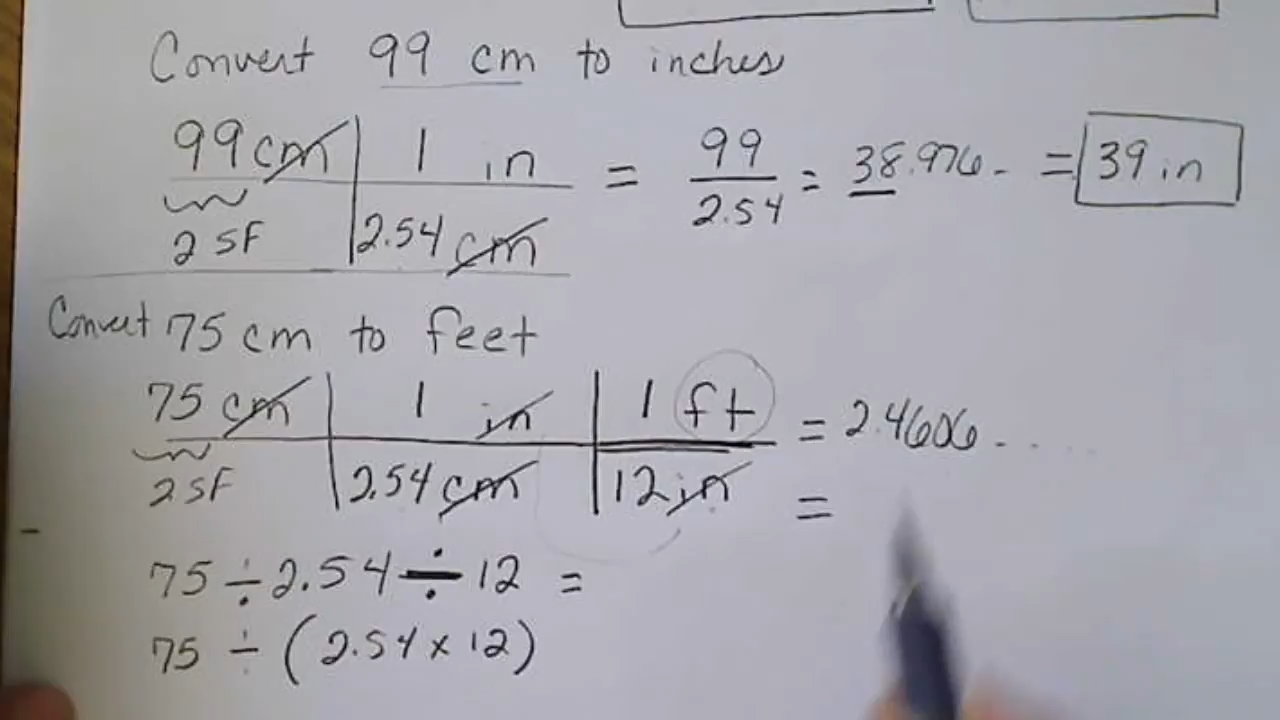 Convert 99 cm to inches
99 cm | 1 in = 99 = 38.976.. = 39 in
2 SF | 2.54 cm 2.54
Convert 75 cm to feet
75 cm | 1 in | 1 ft = 2.4606.....
2 SF | 2.54 cm | 12 in =
75 ÷ 2.54 ÷ 12 =
75 ÷ (2.54 x 12)